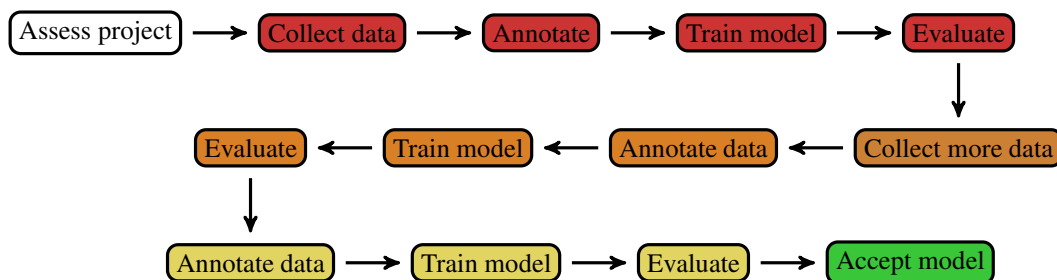 Assess project
Collect data
Annotate
Train model
Evaluate
Collect more data
Annotate data
Train model
Evaluate
Annotate data
Train model
Evaluate
Accept model